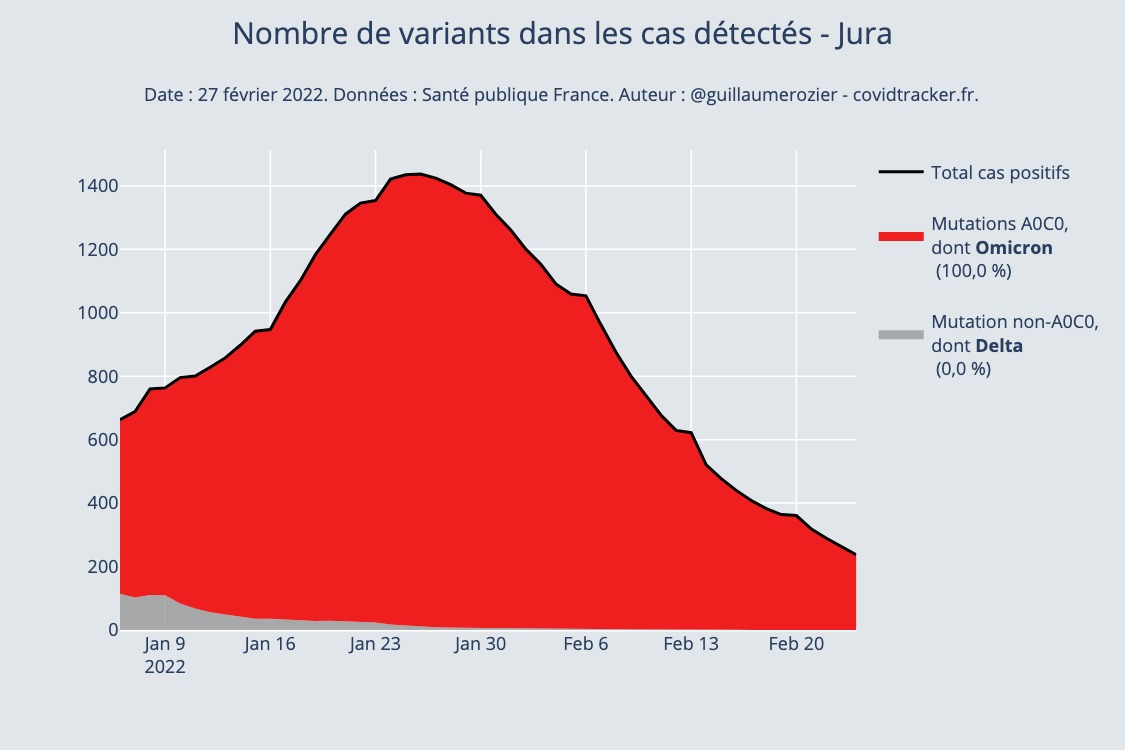 Nombre de variants dans les cas détectés - Jura
Date : 27 février 2022. Données : Santé publique France. Auteur : @guillaumerozier - covidtracker.fr.
1400
1200
1000
800
600
400
200
0
Jan 9
2022
Jan 16
Jan 23
Jan 30
Feb 6
Feb 13
Feb 20
Total cas positifs
Mutations A0C0,
dont Omicron
(100,0 %)
Mutation non-A0C0,
dont Delta
(0,0 %)